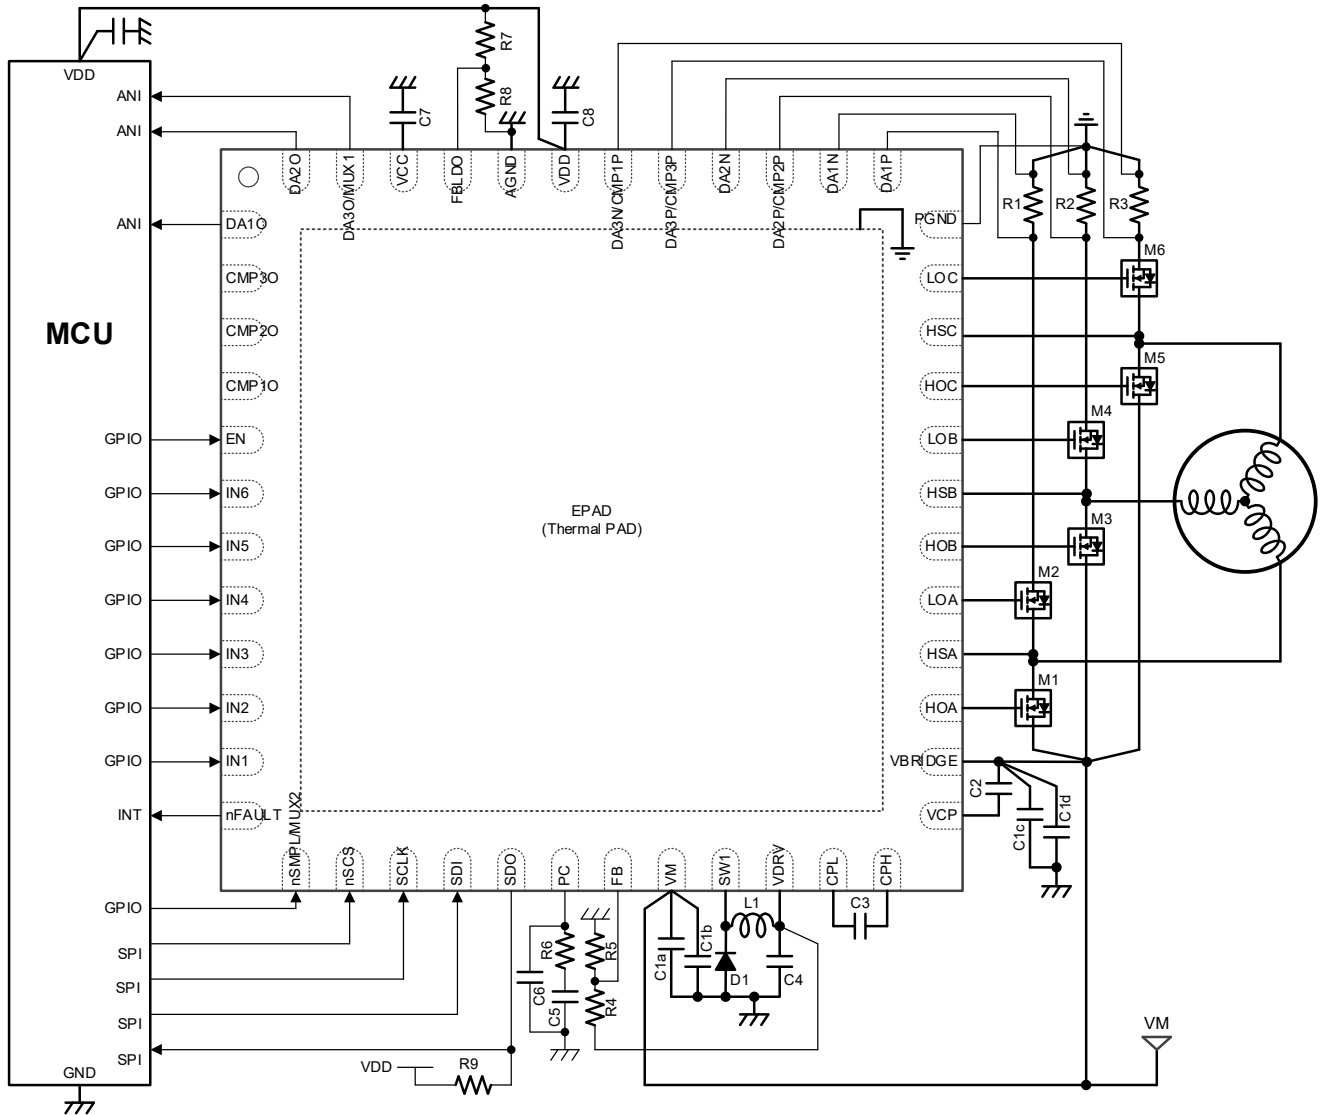 VDD
ANI
ANI
ANI
MCU
GPIO
GPIO
GPIO
GPIO
GPIO
GPIO
GPIO
INT
GPIO
SPI
SPI
SPI
SPI
GND
R7
R8
C7
C8
DA2O
DA3O/MUX1
VCC
FBLDO
AGND
VDD
DA3N/CMP1P
DA3P/CMP3P
DA2N
DA2P/CMP2P
DA1N
DA1P
DA1O
CMP3O
CMP2O
CMP1O
EN
IN6
IN5
IN4
IN3
IN2
IN1
nFAULT
EPAD
(Thermal PAD)
PGND
LOC
HSC
HOC
LOB
HSB
HOB
LOA
HSA
HOA
VBRIDGE
VCP
R1
R2
R3
M6
M5
M4
M3
M2
M1
C2
C1c
C1d
nSMPL/MUX2
nSCS
SCLK
SDI
SDO
PC
FB
VM
SW1
VDRV
CPL
CPH
C6
R6
C5
R5
R4
C1a
C1b
L1
D1
C4
C3
VDD
R9
VM